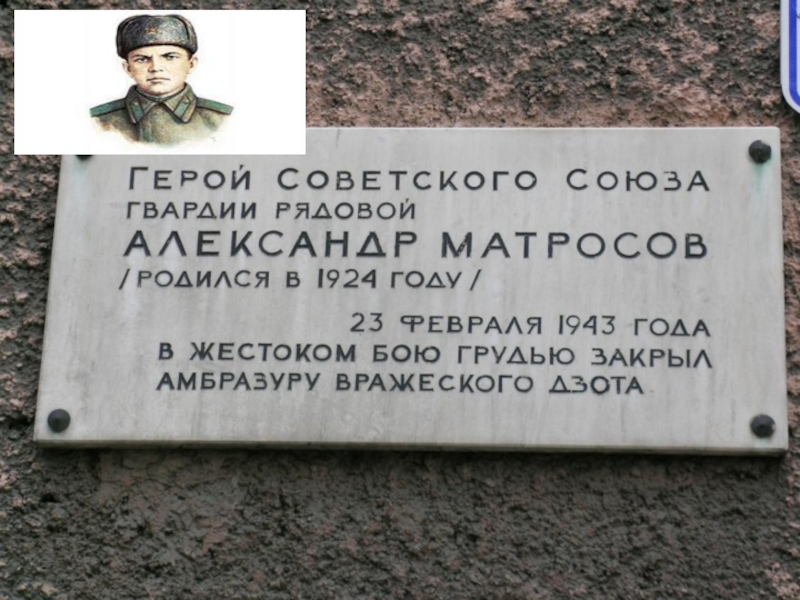 ГЕРОЙ СОВЕТСКОГО СОЮЗА
ГВАРДИИ РЯДОВОЙ
АЛЕКСАНДР МАТРОСОВ
/РОДИЛСЯ В 1924 ГОДУ/
23 ФЕВРАЛЯ 1943 ГОДА
В ЖЕСТОКОМ БОЮ ГРУДЬЮ ЗАКРЫЛ
АМБРАЗУРУ ВРАЖЕСКОГО ДЗОТА